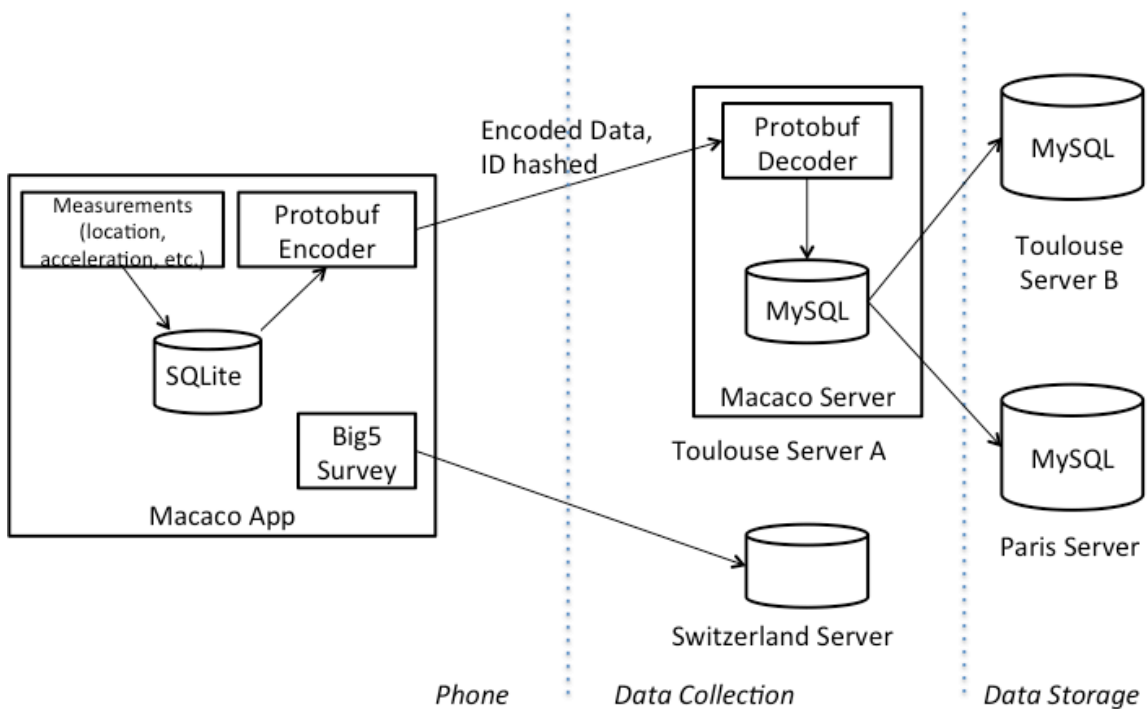 Measurements
(location,
acceleration, etc.)
Protobuf
Encoder
SQLite
Big5
Survey
Macaco App
Encoded Data,
ID hashed
Protobuf
Decoder
MySQL
Macaco Server
Toulouse Server A
Switzerland Server
MySQL
Toulouse
Server B
MySQL
Paris Server
Phone
Data Collection
Data Storage